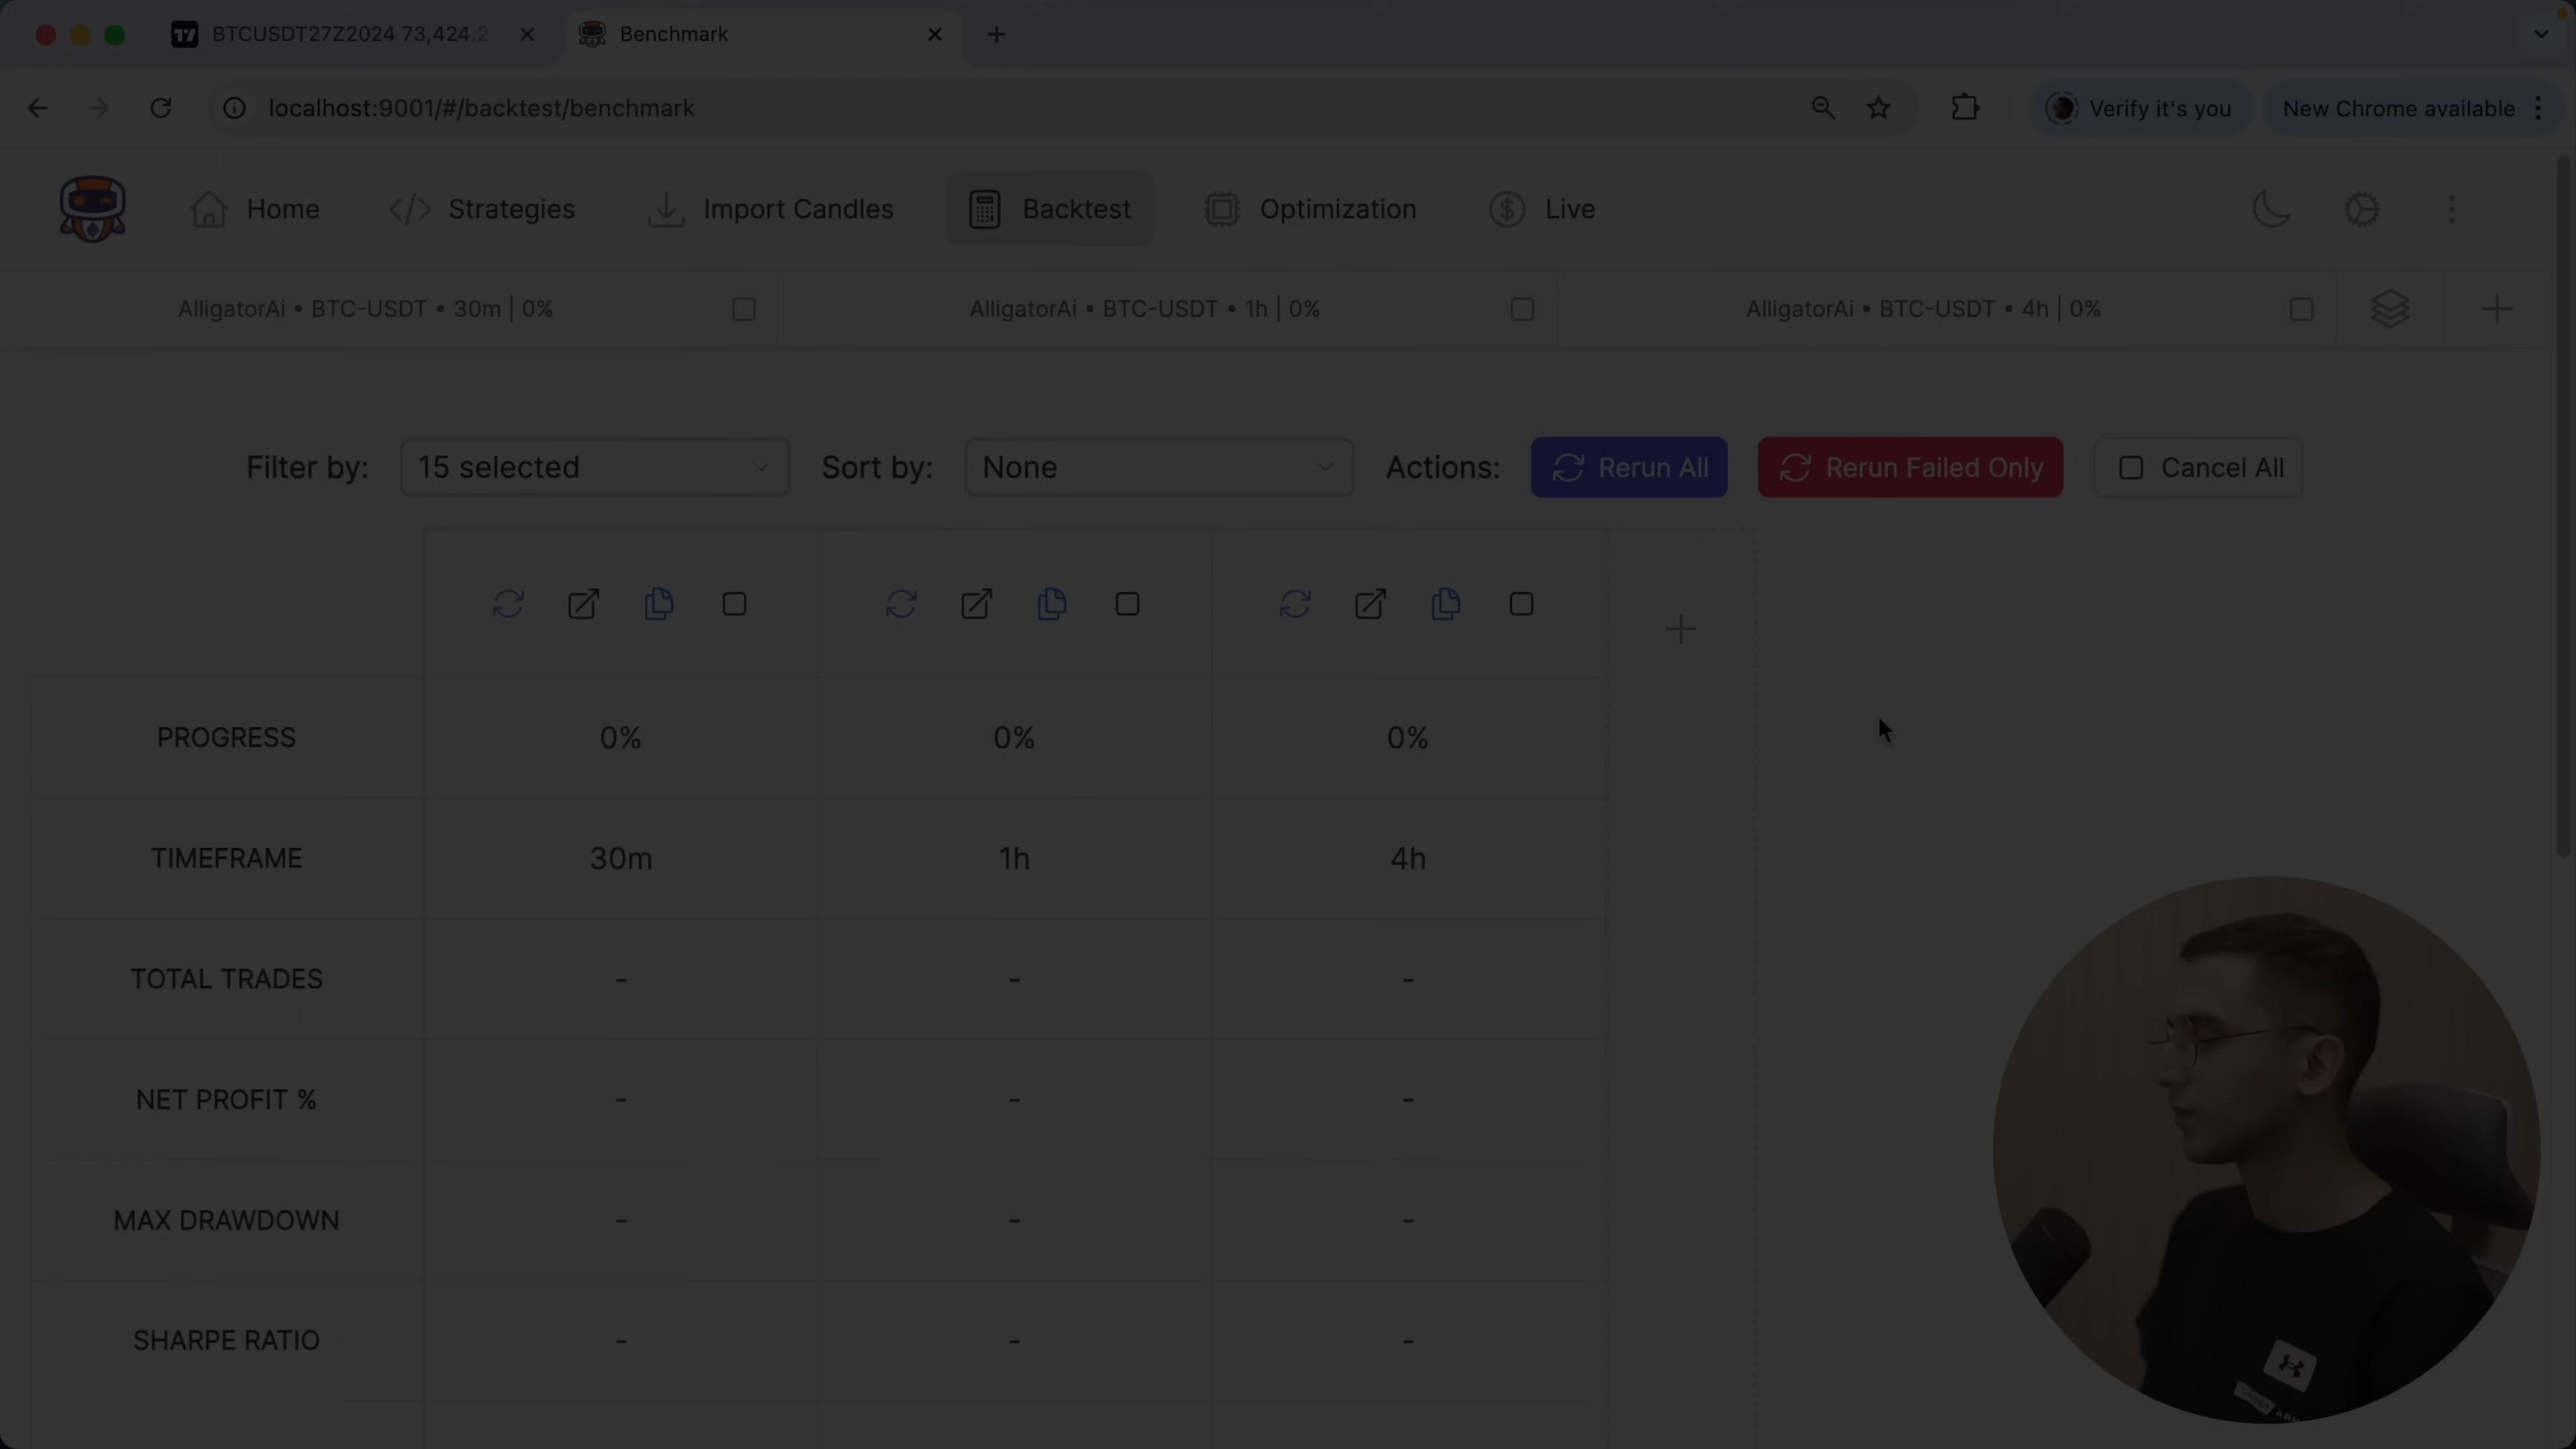 BTCUSDT27Z2024 73,424.2
Benchmark
localhost:9001/#/backtest/benchmark
Verify it's you
New Chrome available
Home
Strategies
Import Candles
Backtest
Optimization
Live
AlligatorAi • BTC-USDT • 30m | 0%
AlligatorAi • BTC-USDT • 1h | 0%
AlligatorAi • BTC-USDT • 4h | 0%
Filter by: 15 selected Sort by: None Actions: Rerun All Rerun Failed Only Cancel All
PROGRESS 0% 0% 0%
TIMEFRAME 30m 1h 4h
TOTAL TRADES - - -
NET PROFIT % - - -
MAX DRAWDOWN - - -
SHARPE RATIO - - -